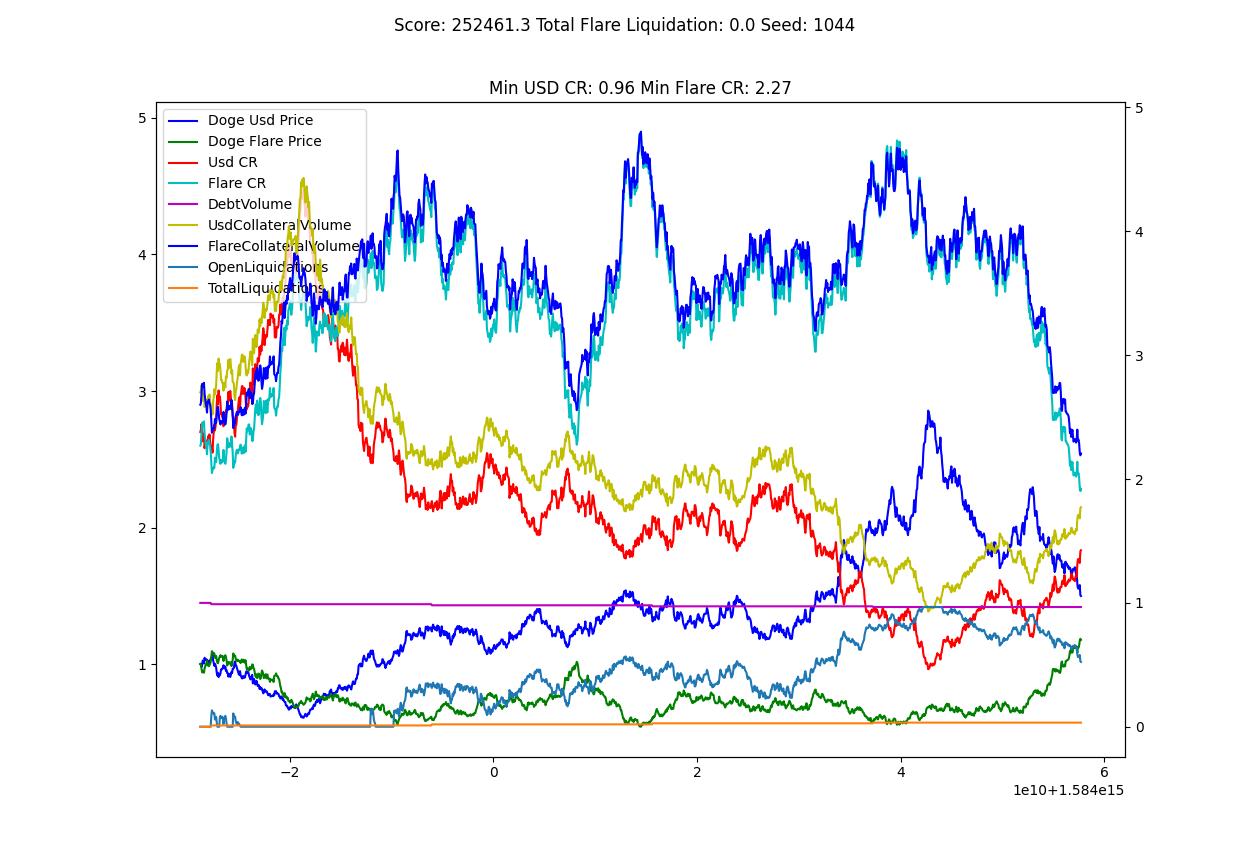 Score: 252461.3 Total Flare Liquidation: 0.0 Seed: 1044
Min USD CR: 0.96 Min Flare CR: 2.27
Doge Usd Price
Doge Flare Price
Usd CR
Flare CR
DebtVolume
UsdCollateralVolume
FlareCollateralVolume
OpenLiquidations
TotalLiquidations
5
4
3
2
1
5
4
3
2
1
0
−2
0
2
4
6
1e10+1.584e15